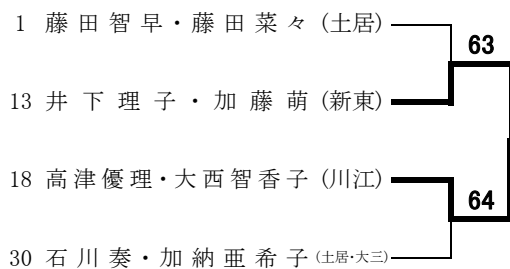 1 藤田智早・藤田菜々 (土居)
63
13 井下理子・加藤萌 (新東)
18 高津優理・大西智香子 (川江)
64
30 石川奏・加納亜希子 (土居・大三)